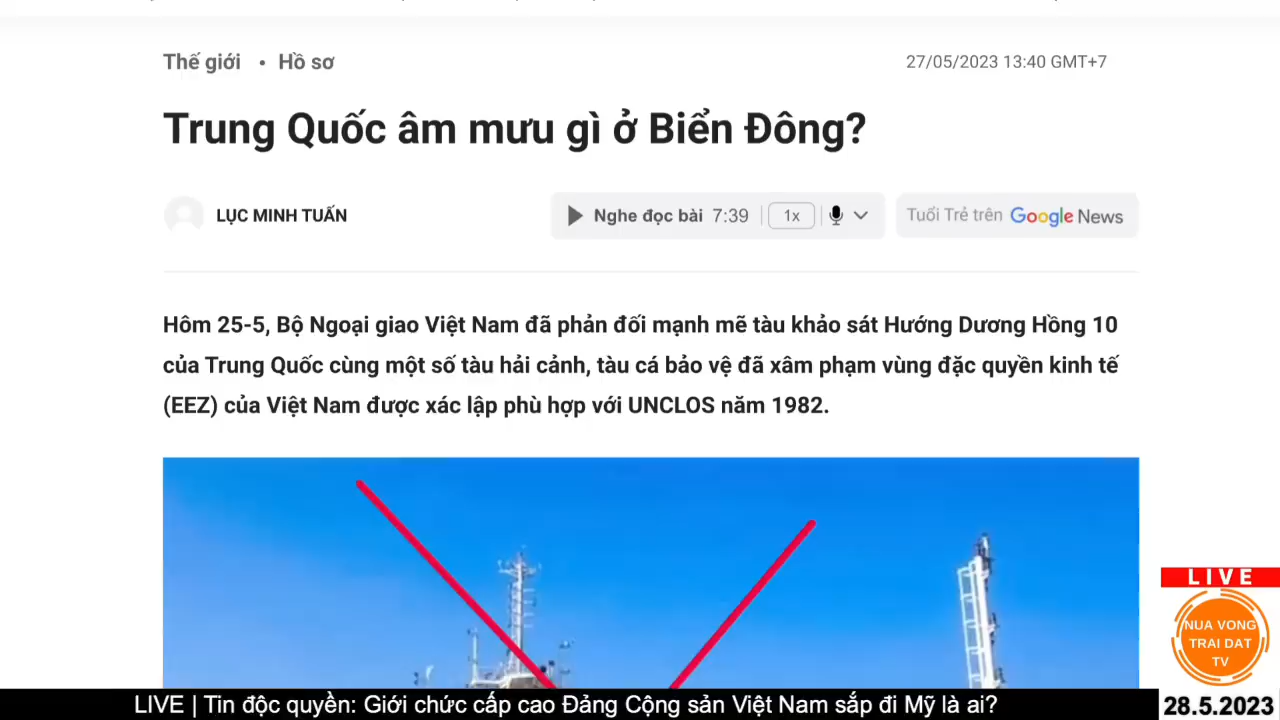 Thế giới • Hồ sơ
27/05/2023 13:40 GMT+7
Trung Quốc âm mưu gì ở Biển Đông?
LỤC MINH TUẤN
Nghe đọc bài 7:39 1x
Tuổi Trẻ trên Google News
Hôm 25-5, Bộ Ngoại giao Việt Nam đã phản đối mạnh mẽ tàu khảo sát Hướng Dương Hồng 10
của Trung Quốc cùng một số tàu hải cảnh, tàu cá bảo vệ đã xâm phạm vùng đặc quyền kinh tế
(EEZ) của Việt Nam được xác lập phù hợp với UNCLOS năm 1982.
LIVE
NUA VONG
TRAI DAT
TV
LIVE | Tin độc quyền: Giới chức cấp cao Đảng Cộng sản Việt Nam sắp đi Mỹ là ai?
28.5.2023